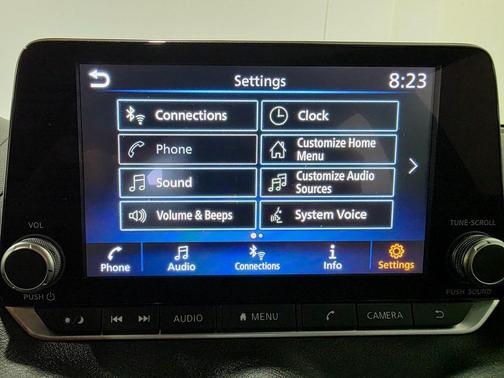 Settings
8:23
Connections
Clock
Phone
Customize Home
Menu
Sound
Customize Audio
Sources
Volume & Beeps
System Voice
VOL
TUNE·SCROLL
Phone
Audio
Connections
Info
Settings
PUSH
PUSH SOUND
AUDIO
MENU
CAMERA